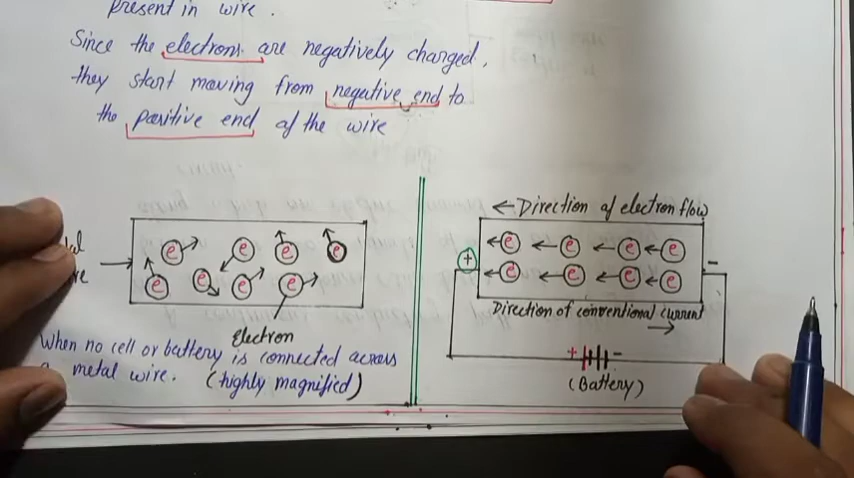 present in wire.
Since the electrons are negatively charged,
they start moving from negative end to
the positive end of the wire
e e e e
e e e e
Electron
When no cell or battery is connected across
metal wire. (highly magnified)
← Direction of electron flow
+ e e e e -
e e e e
Direction of conventional current
→
+ -
(Battery)